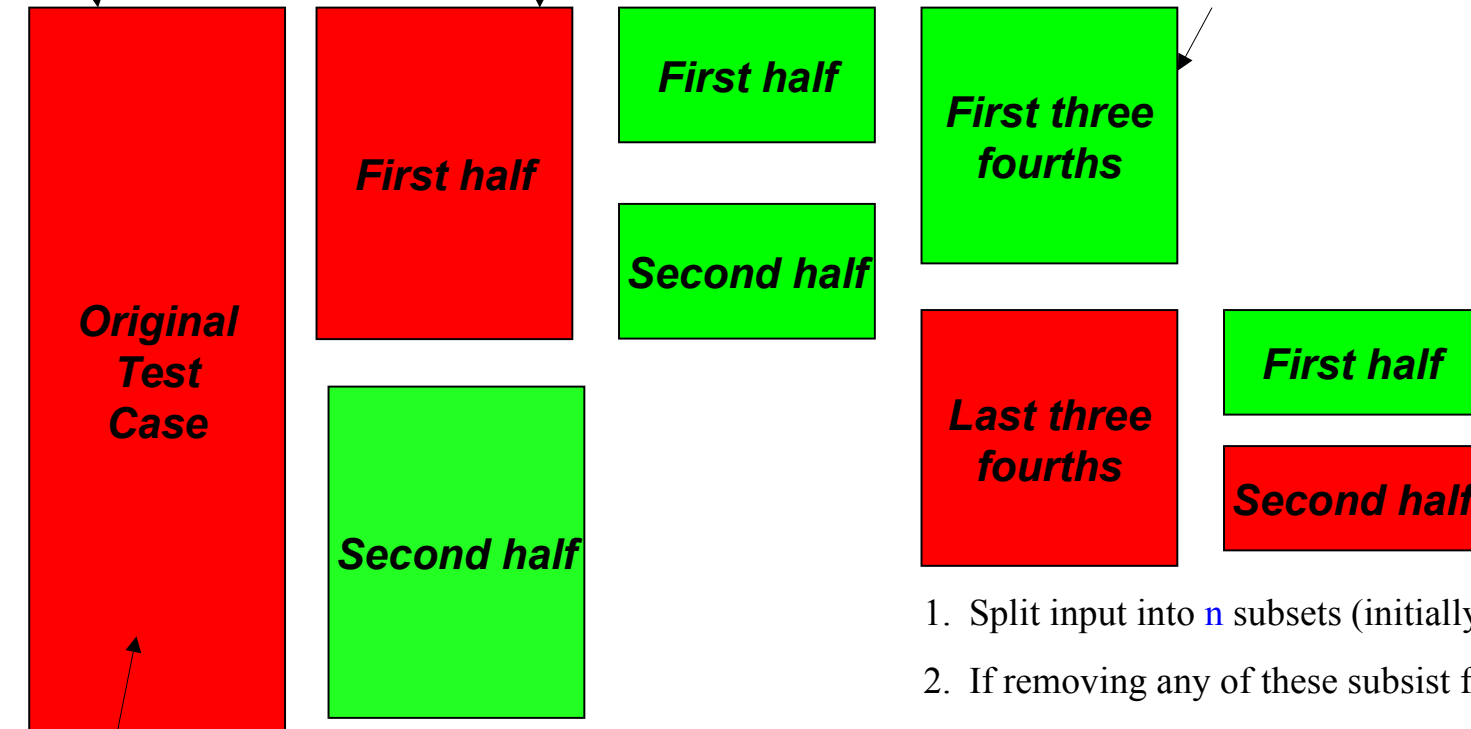 Original
Test
Case
First half
Second half
First half
Second half
First three
fourths
Last three
fourths
First half
Second half
1. Split input into n subsets (initially
2. If removing any of these subsist f